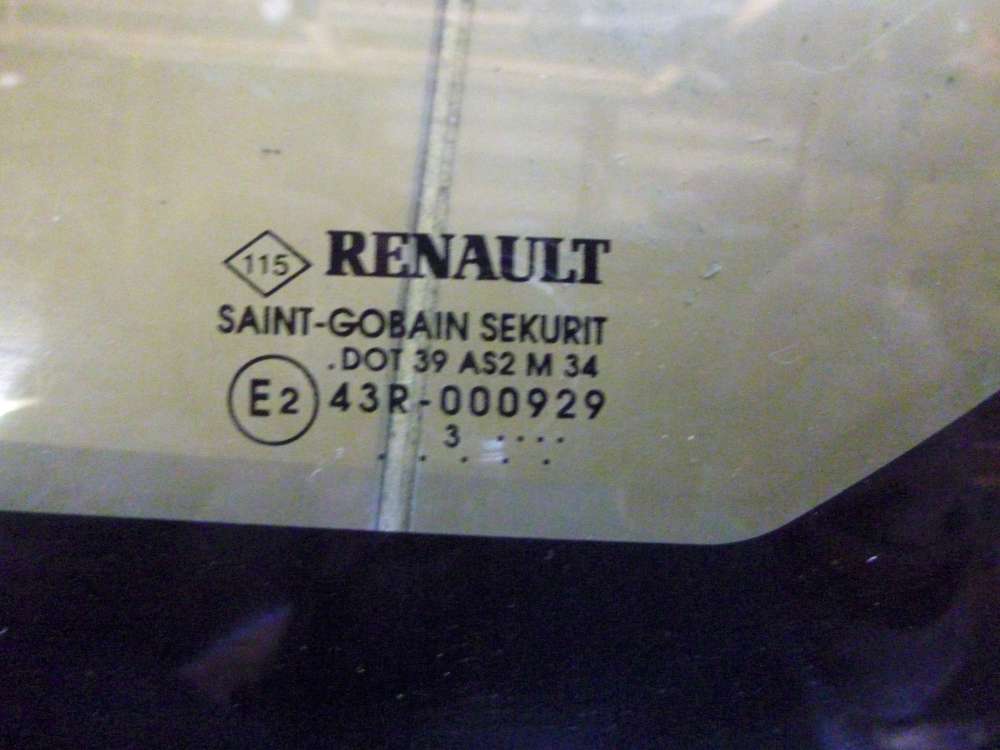 115 RENAULT
SAINT-GOBAIN SEKURIT
.DOT 39 AS2 M 34
E2 43R-000929
3 ....
. . . . .